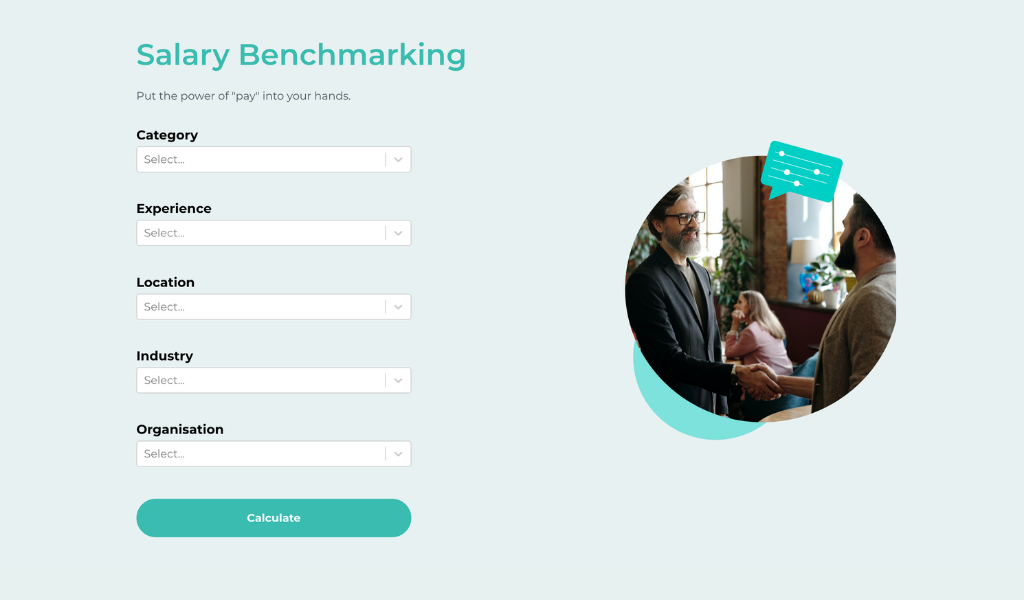 Salary Benchmarking
Put the power of "pay" into your hands.
Category
Select...
Experience
Select...
Location
Select...
Industry
Select...
Organisation
Select...
Calculate